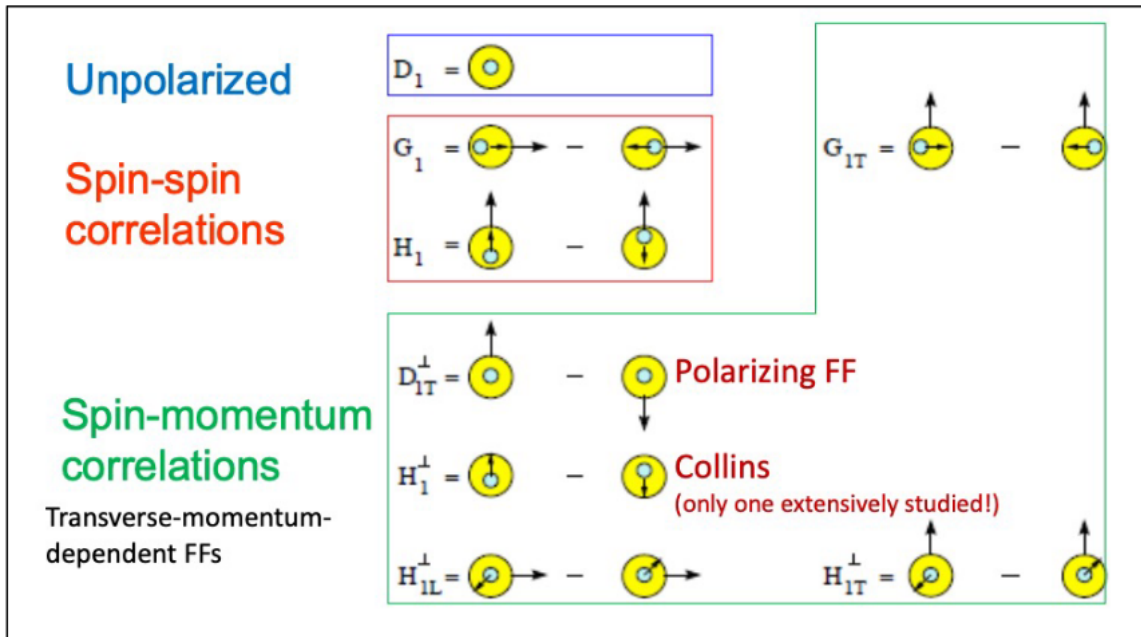 Unpolarized
D₁ =
Spin-spin
correlations
G₁ = −
G₁T = −
H₁ = −
Spin-momentum
correlations
Transverse-momentum-
dependent FFs
D⊥₁T = − Polarizing FF
H⊥₁ = − Collins
(only one extensively studied!)
H⊥₁L = −
H⊥₁T = −